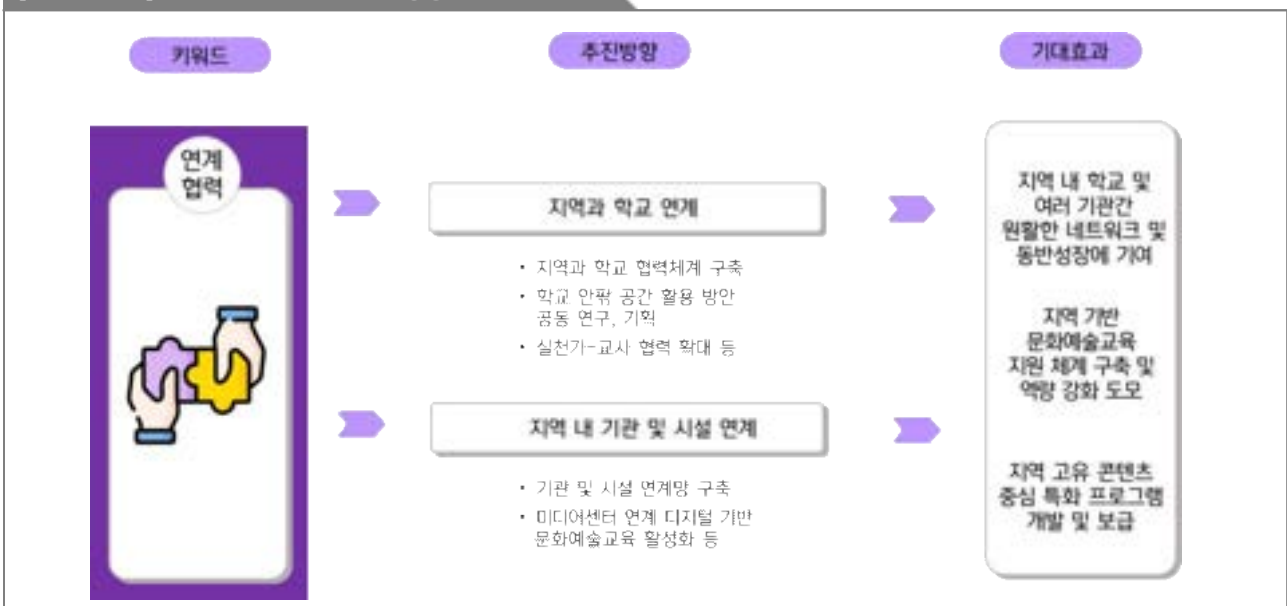 키워드
추진방향
기대효과
연계
협력
지역과 학교 연계
• 지역과 학교 협력체계 구축
• 학교 안팎 공간 활용 방안
공동 연구, 기획
• 실천가-교사 협력 확대 등
지역 내 기관 및 시설 연계
• 기관 및 시설 연계망 구축
• 미디어센터 연계 디지털 기반
문화예술교육 활성화 등
지역 내 학교 및
여러 기관간
원활한 네트워크 및
동반성장에 기여
지역 기반
문화예술교육
지원 체계 구축 및
역량 강화 도모
지역 고유 콘텐츠
중심 특화 프로그램
개발 및 보급